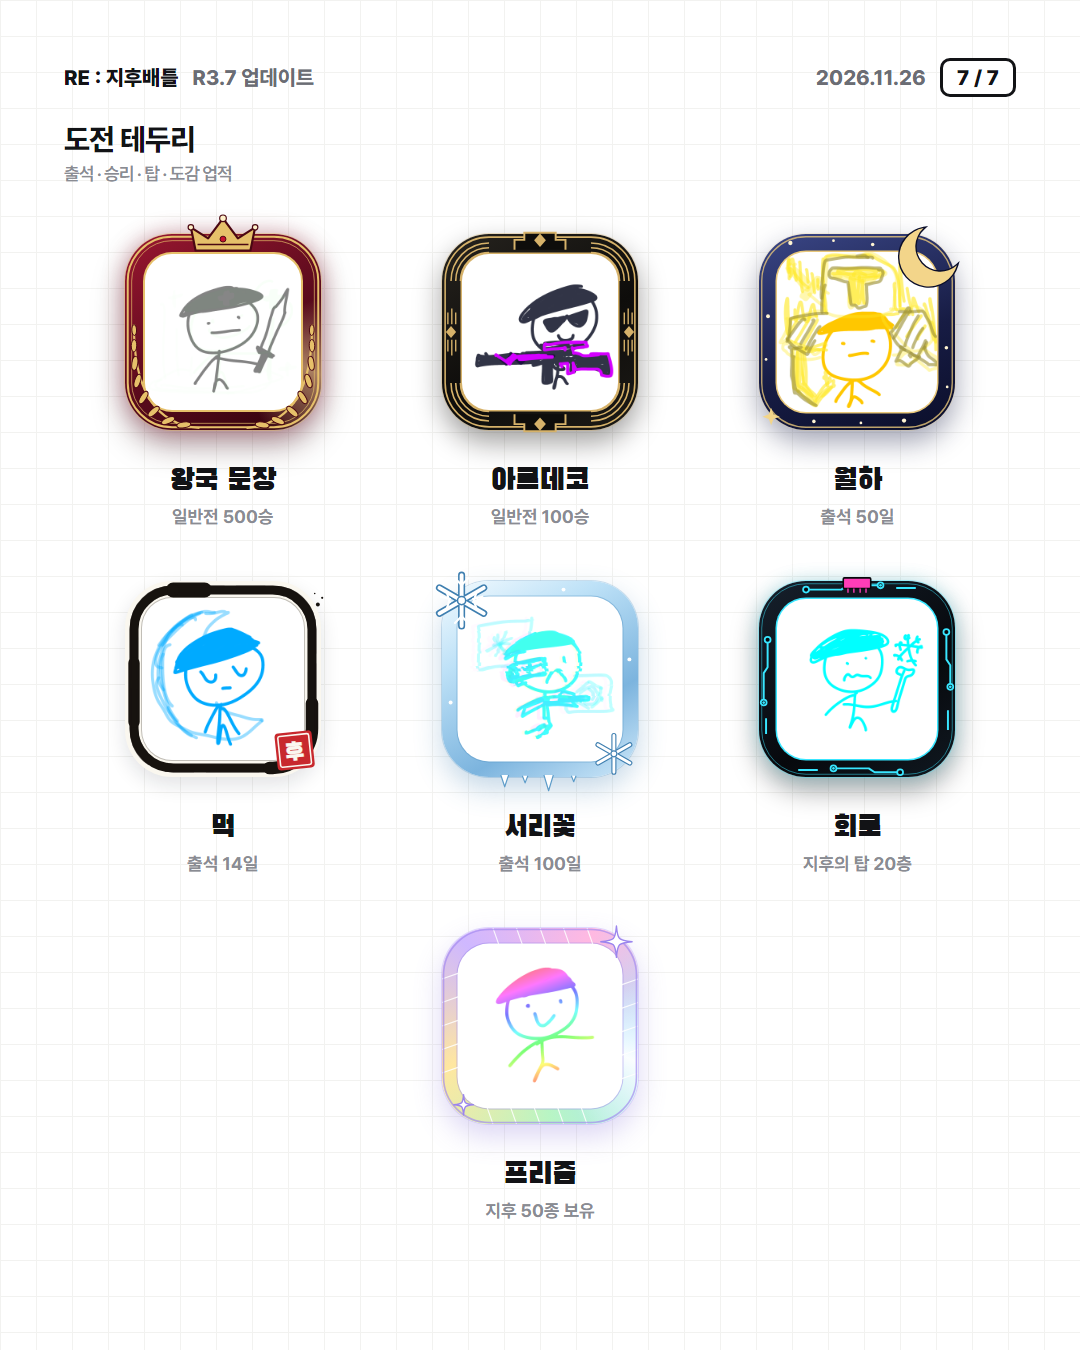 RE : 지후배틀 R3.7 업데이트
2026.11.26 7 / 7
도전 테두리
출석 · 승리 · 탑 · 도감 업적
왕국 문장
일반전 500승
아르데코
일반전 100승
월하
출석 50일
후
먹
출석 14일
서리꽃
출석 100일
회로
지후의 탑 20층
프리즘
지후 50종 보유